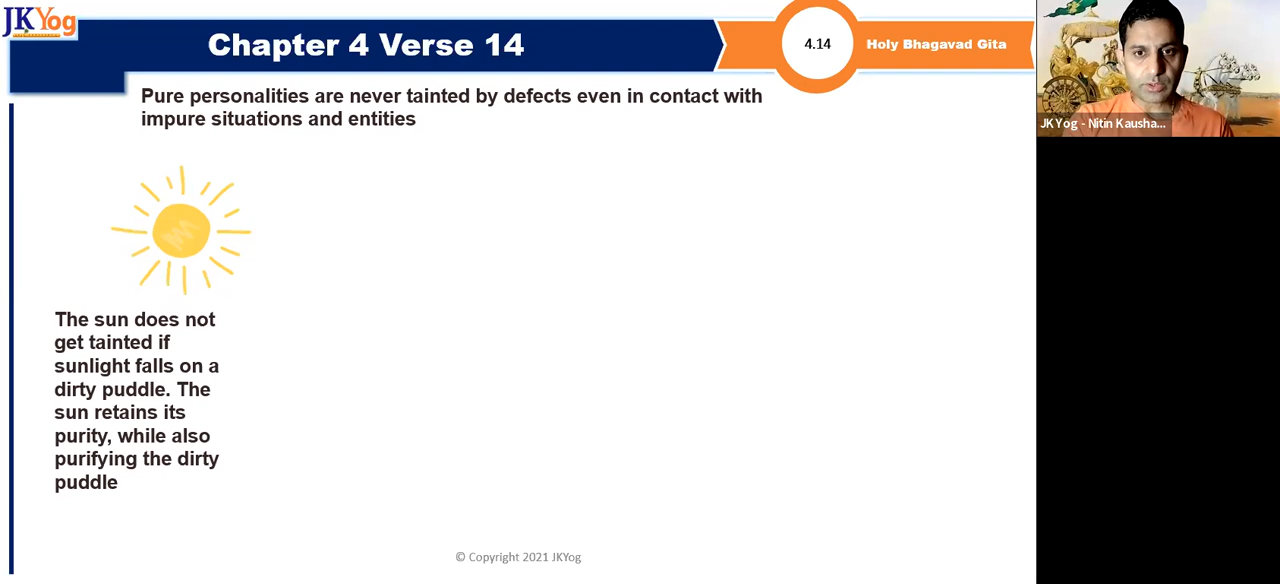 JKYog
Chapter 4 Verse 14
4.14
Holy Bhagavad Gita
JK Yog - Nitin Kausha...
Pure personalities are never tainted by defects even in contact with
impure situations and entities
The sun does not
get tainted if
sunlight falls on a
dirty puddle. The
sun retains its
purity, while also
purifying the dirty
puddle
© Copyright 2021 JKYog